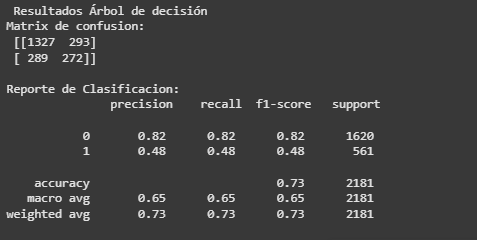 Resultados Árbol de decisión
Matrix de confusion:
[[1327 293]
[ 289 272]]
Reporte de Clasificacion:
precision recall f1-score support
0 0.82 0.82 0.82 1620
1 0.48 0.48 0.48 561
accuracy 0.73 2181
macro avg 0.65 0.65 0.65 2181
weighted avg 0.73 0.73 0.73 2181